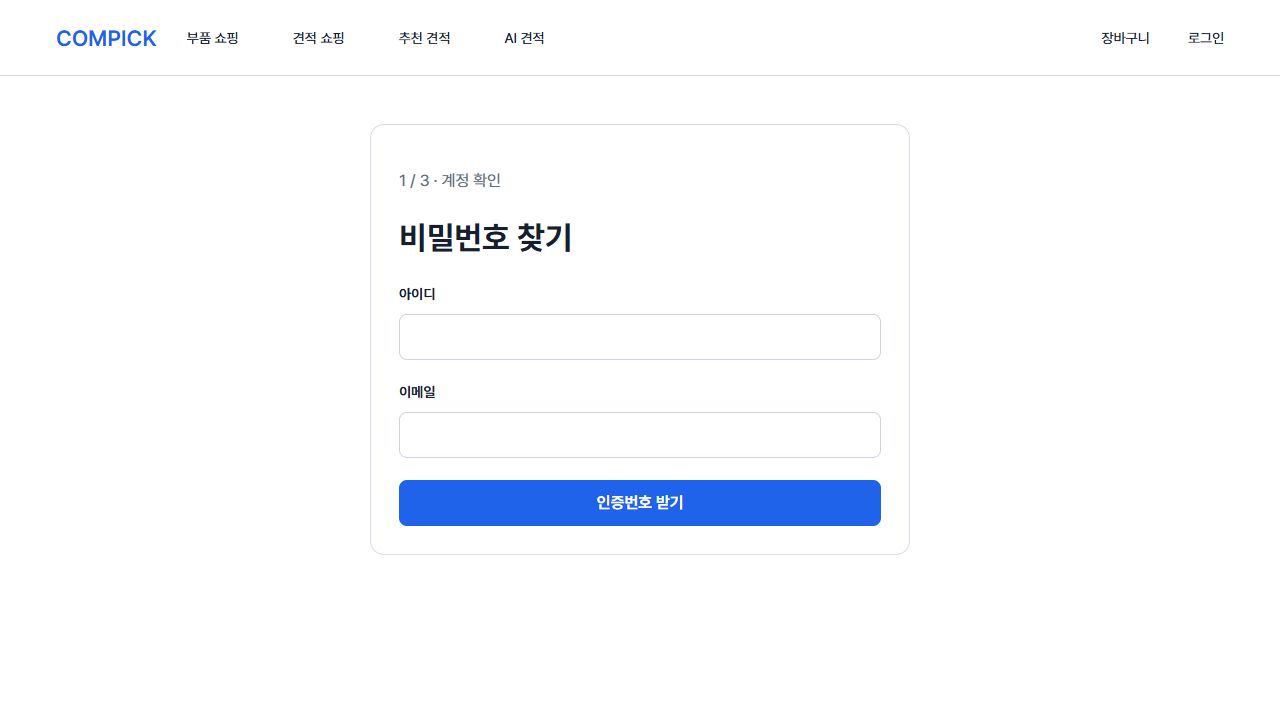 COMPICK 부품 쇼핑 견적 쇼핑 추천 견적 AI 견적 장바구니 로그인
1 / 3 · 계정 확인
비밀번호 찾기
아이디
이메일
인증번호 받기